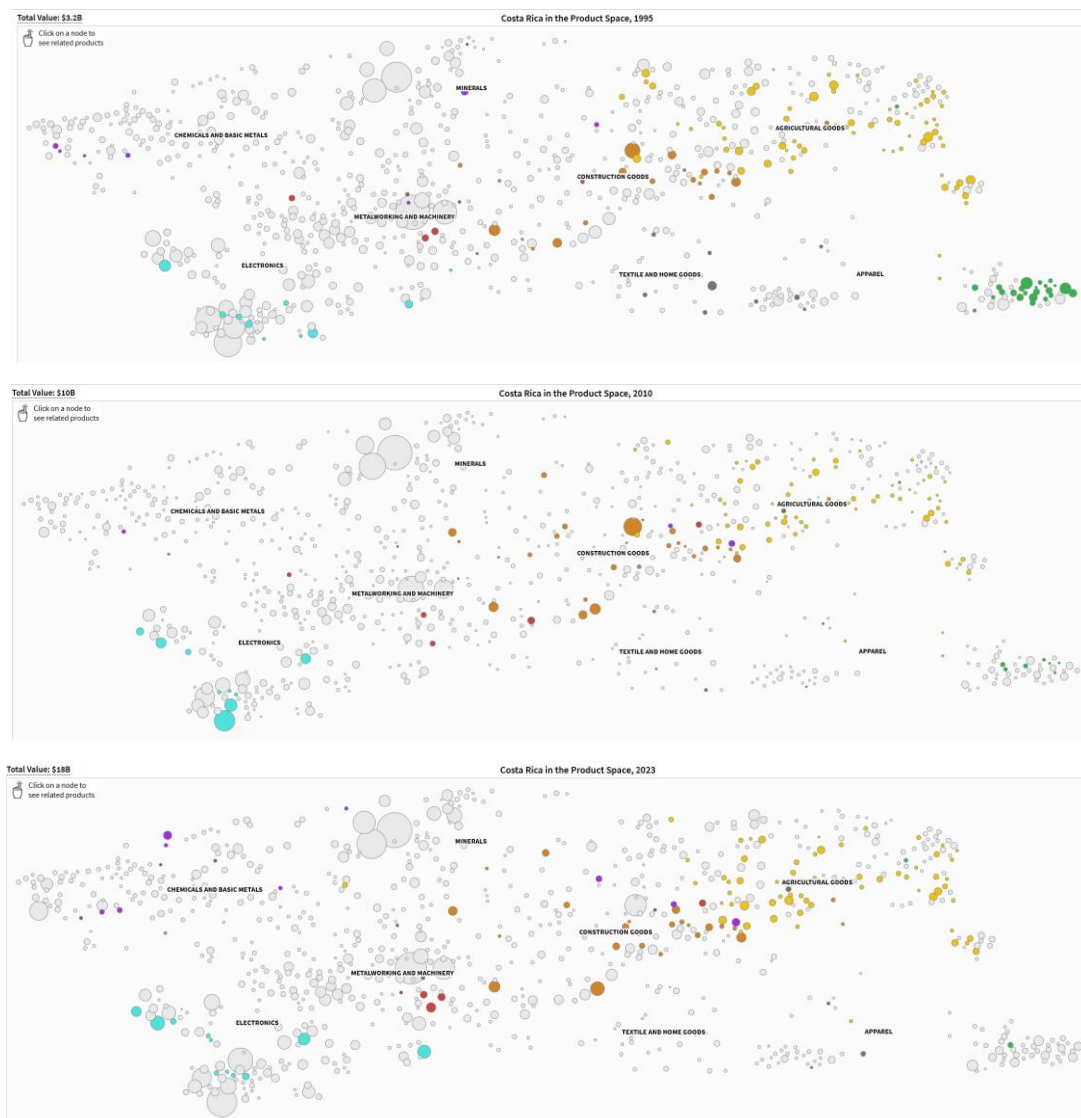 Total Value: $3.2B
Costa Rica in the Product Space, 1995
Click on a node to
see related products
MINERALS
CHEMICALS AND BASIC METALS
AGRICULTURAL GOODS
CONSTRUCTION GOODS
METALWORKING AND MACHINERY
ELECTRONICS
TEXTILE AND HOME GOODS
APPAREL
Total Value: $10B
Costa Rica in the Product Space, 2010
Click on a node to
see related products
MINERALS
AGRICULTURAL GOODS
CHEMICALS AND BASIC METALS
CONSTRUCTION GOODS
METALWORKING AND MACHINERY
ELECTRONICS
TEXTILE AND HOME GOODS
APPAREL
Total Value: $18B
Costa Rica in the Product Space, 2023
Click on a node to
see related products
MINERALS
AGRICULTURAL GOODS
CHEMICALS AND BASIC METALS
CONSTRUCTION GOODS
METALWORKING AND MACHINERY
ELECTRONICS
TEXTILE AND HOME GOODS
APPAREL